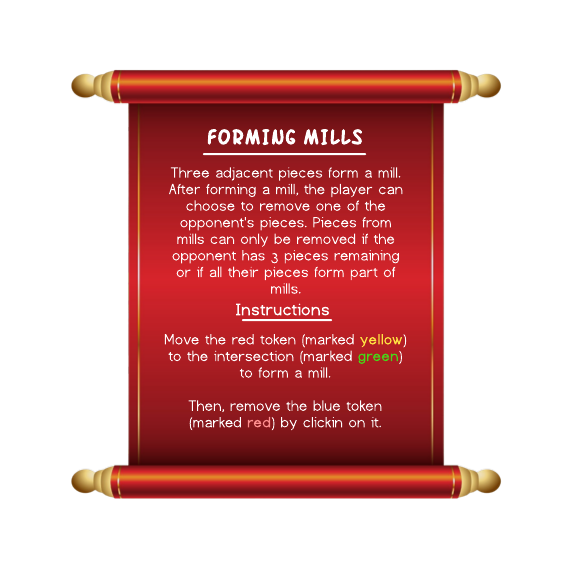 FORMING MILLS
Three adjacent pieces form a mill.
After forming a mill, the player can
choose to remove one of the
opponent's pieces. Pieces from
mills can only be removed if the
opponent has 3 pieces remaining
or if all their pieces form part of
mills.
Instructions
Move the red token (marked yellow)
to the intersection (marked green)
to form a mill.
Then, remove the blue token
(marked red) by clickin on it.